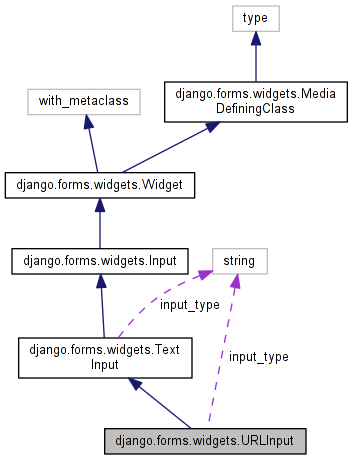 type
django.forms.widgets.Media
DefiningClass
with_metaclass
django.forms.widgets.Widget
django.forms.widgets.Input
string
input_type
django.forms.widgets.Text
Input
input_type
django.forms.widgets.URLInput